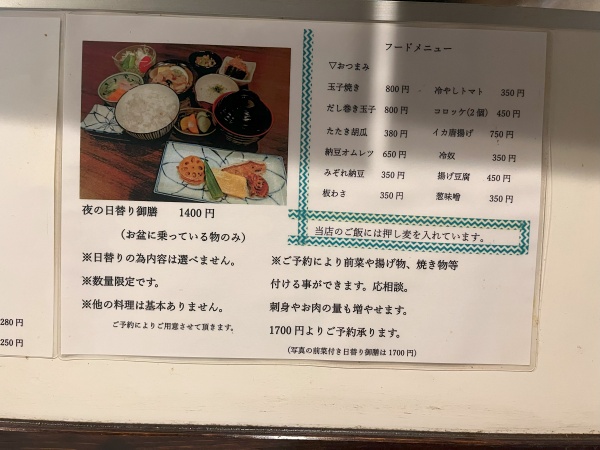 フードメニュー
▽おつまみ
玉子焼き 800円
冷やしトマト 350円
だし巻き玉子 800円
コロッケ(2個) 450円
たたき胡瓜 380円
イカ唐揚げ 750円
納豆オムレツ 650円
冷奴 350円
みぞれ納豆 350円
揚げ豆腐 450円
板わさ 350円
葱味噌 350円
当店のご飯には押し麦を入れています。
夜の日替り御膳 1400円
(お盆に乗っている物のみ)
※日替りの為内容は選べません。
※数量限定です。
※他の料理は基本ありません。
ご予約によりご用意させて頂きます。
※ご予約により前菜や揚げ物、焼き物等
付ける事ができます。応相談。
刺身やお肉の量も増やせます。
1700円よりご予約承ります。
(写真の前菜付き日替り御膳は1700円)
280円
250円